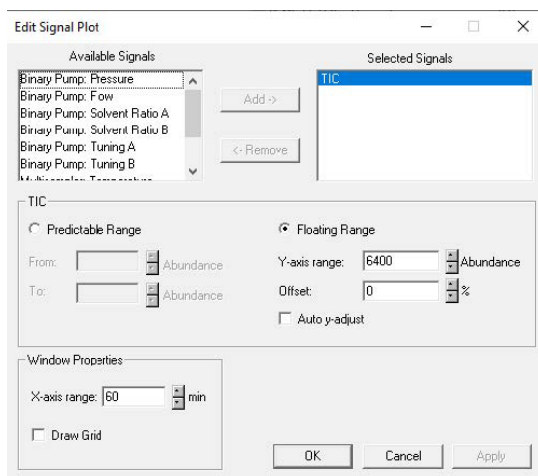 Edit Signal Plot
Available Signals
Selected Signals
Binary Pump: Pressure
Binary Pump: Flow
Binary Pump: Solvent Ratio A
Binary Pump: Solvent Ratio B
Binary Pump: Tuning A
Binary Pump: Tuning B
Multisampler: Temperature
TIC
Add ->
<- Remove
TIC
Predictable Range
From: Abundance
To: Abundance
Floating Range
Y-axis range: 6400 Abundance
Offset: 0 %
Auto y-adjust
Window Properties
X-axis range: 60 min
Draw Grid
OK Cancel Apply